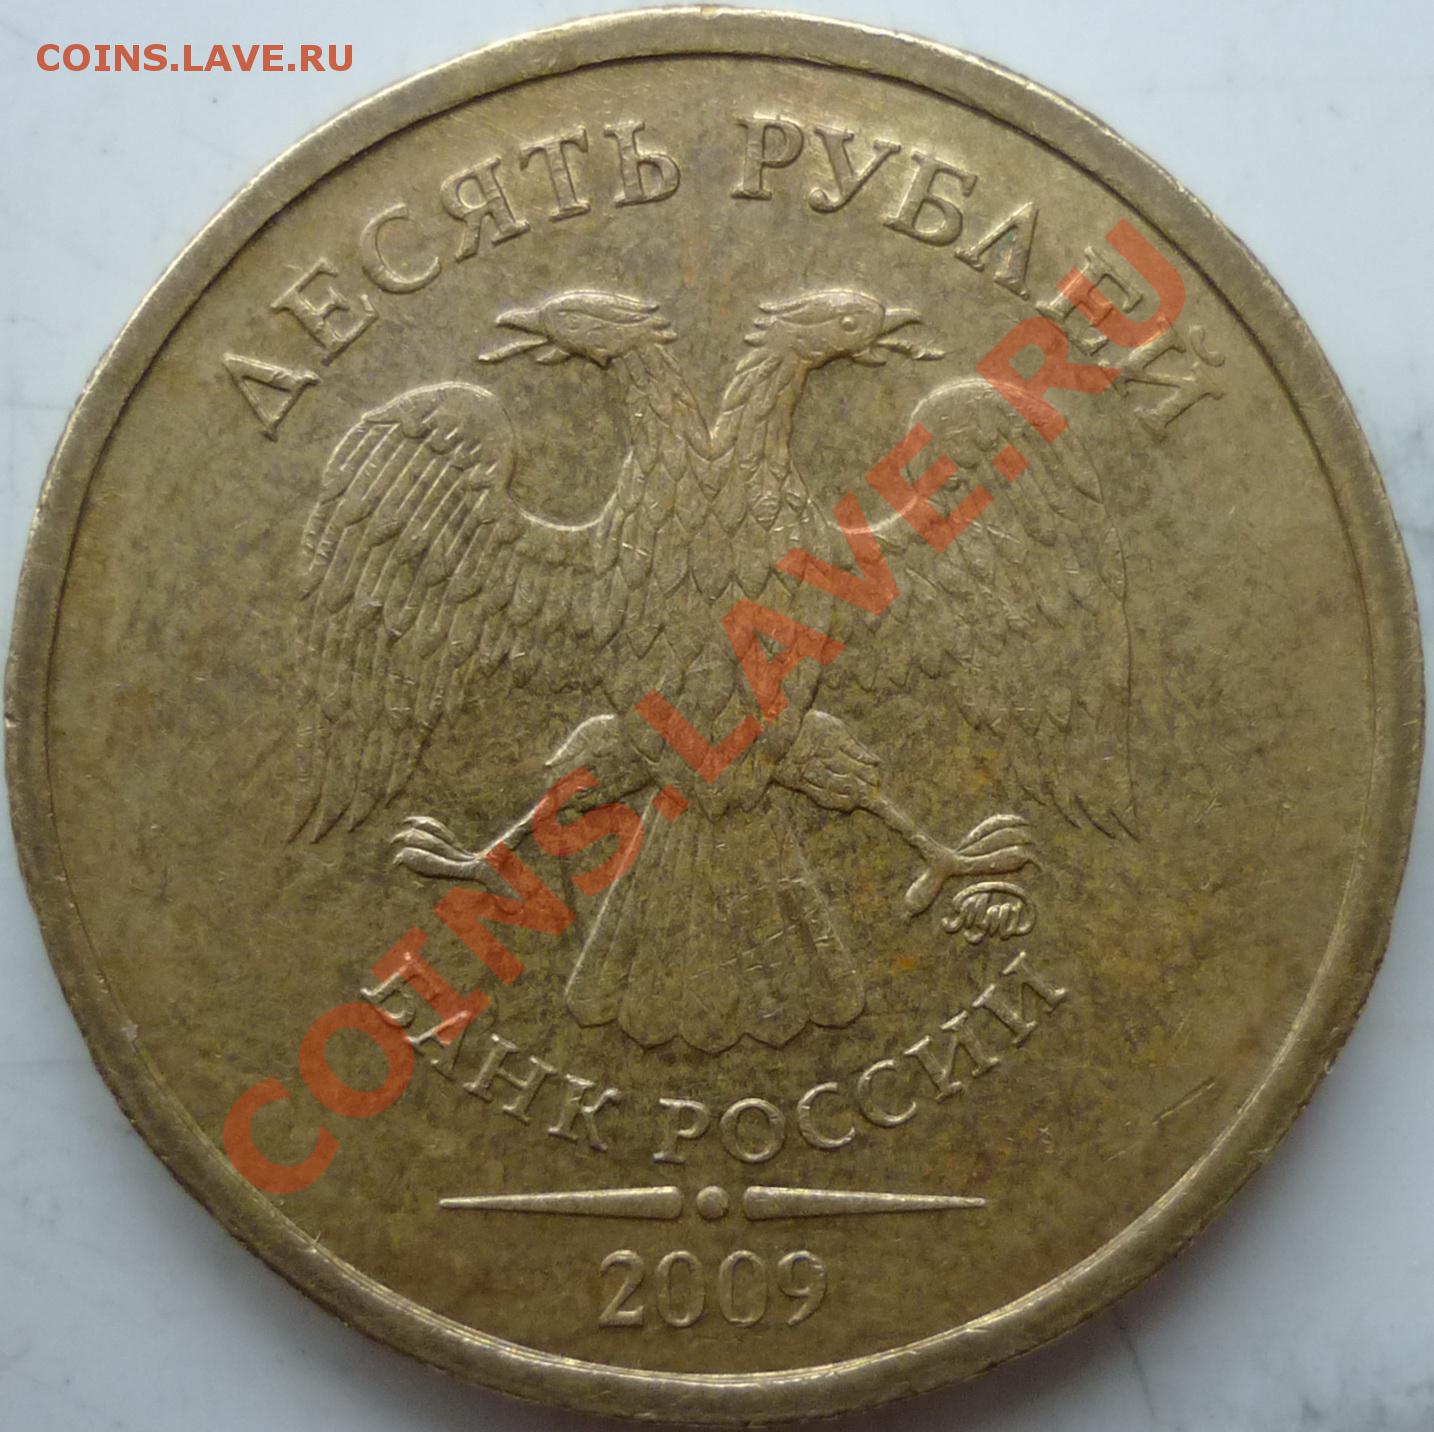 COINS.LAVE.RU
ДЕСЯТЬ РУБЛЕЙ
COINS.LAVE.RU
ММД
БАНК РОССИИ
2009